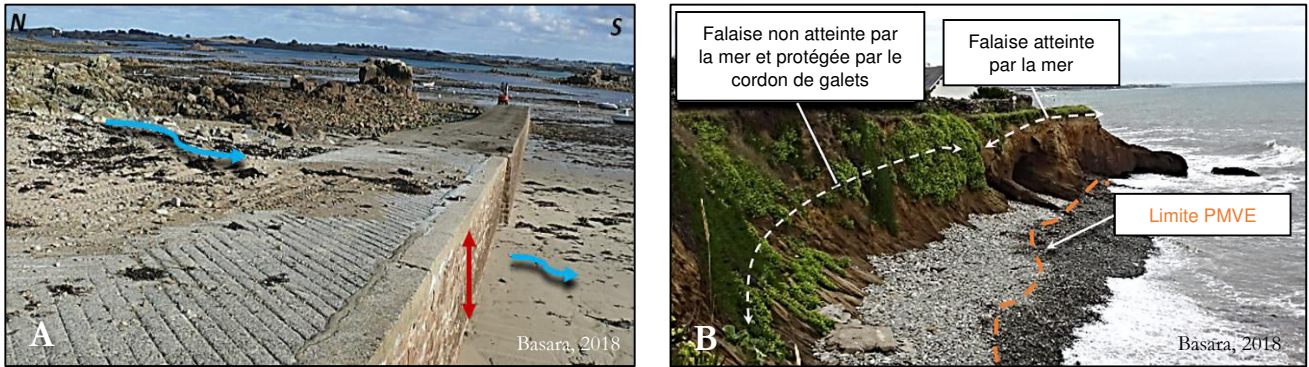 N
S
A
Basara, 2018
Falaise non atteinte par
la mer et protégée par le
cordon de galets
Falaise atteinte
par la mer
Limite PMVE
B
Basara, 2018